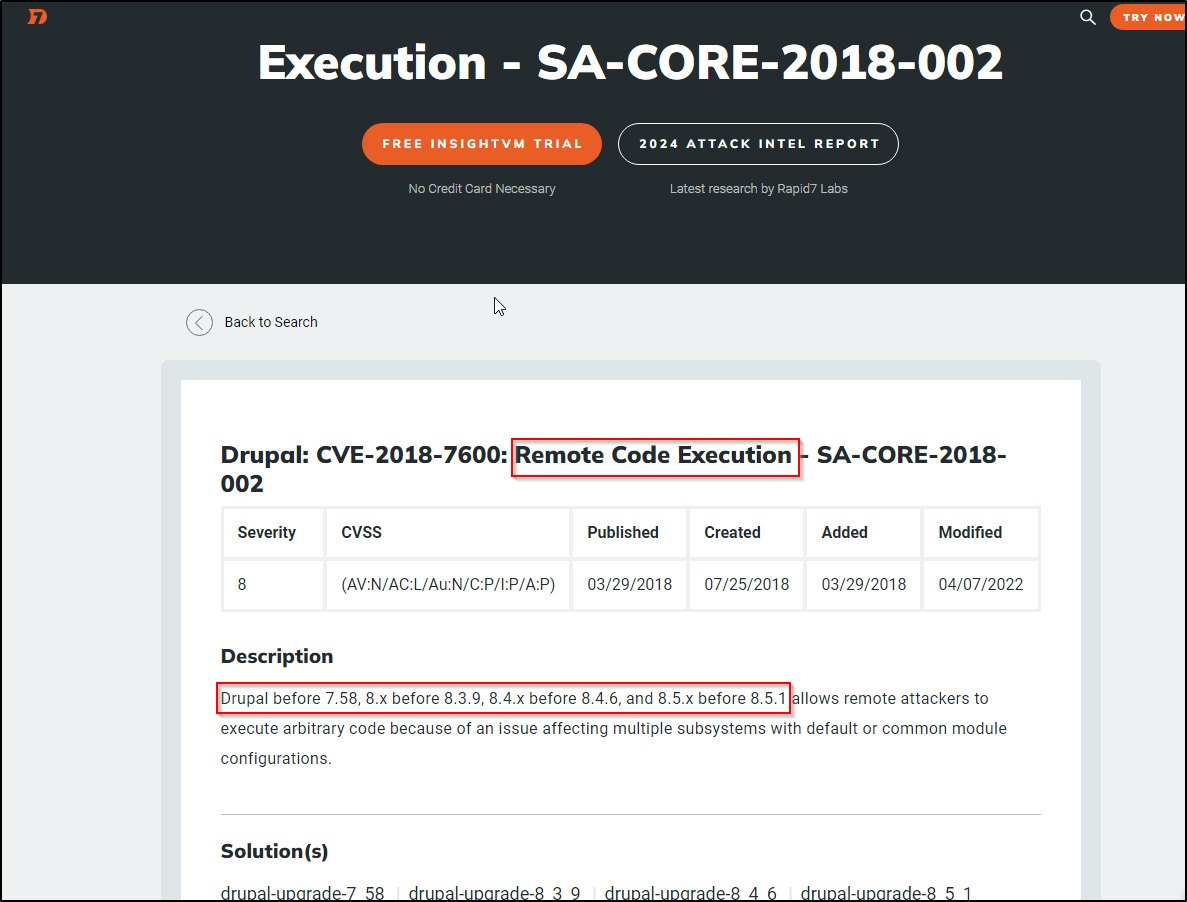 TRY NOW
Execution - SA-CORE-2018-002
FREE INSIGHTVM TRIAL
2024 ATTACK INTEL REPORT
No Credit Card Necessary
Latest research by Rapid7 Labs
Back to Search
Drupal: CVE-2018-7600: Remote Code Execution - SA-CORE-2018-
002
Severity CVSS Published Created Added Modified
8 (AV:N/AC:L/Au:N/C:P/I:P/A:P) 03/29/2018 07/25/2018 03/29/2018 04/07/2022
Description
Drupal before 7.58, 8.x before 8.3.9, 8.4.x before 8.4.6, and 8.5.x before 8.5.1 allows remote attackers to
execute arbitrary code because of an issue affecting multiple subsystems with default or common module
configurations.
Solution(s)
drupal-upgrade-7_58 | drupal-upgrade-8_3_9 | drupal-upgrade-8_4_6 | drupal-upgrade-8_5_1